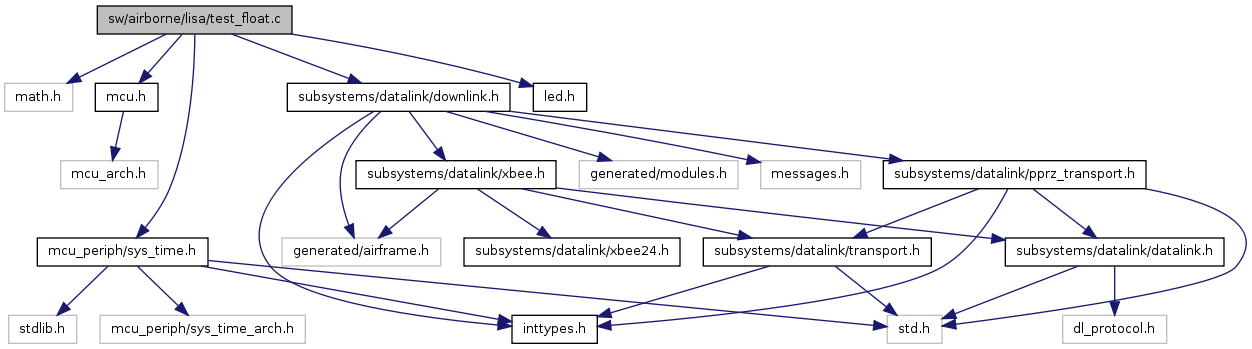 sw/airborne/lisa/test_float.c
math.h
mcu.h
subsystems/datalink/downlink.h
led.h
mcu_arch.h
subsystems/datalink/xbee.h
generated/modules.h
messages.h
subsystems/datalink/pprz_transport.h
mcu_periph/sys_time.h
generated/airframe.h
subsystems/datalink/xbee24.h
subsystems/datalink/transport.h
subsystems/datalink/datalink.h
stdlib.h
mcu_periph/sys_time_arch.h
inttypes.h
std.h
dl_protocol.h